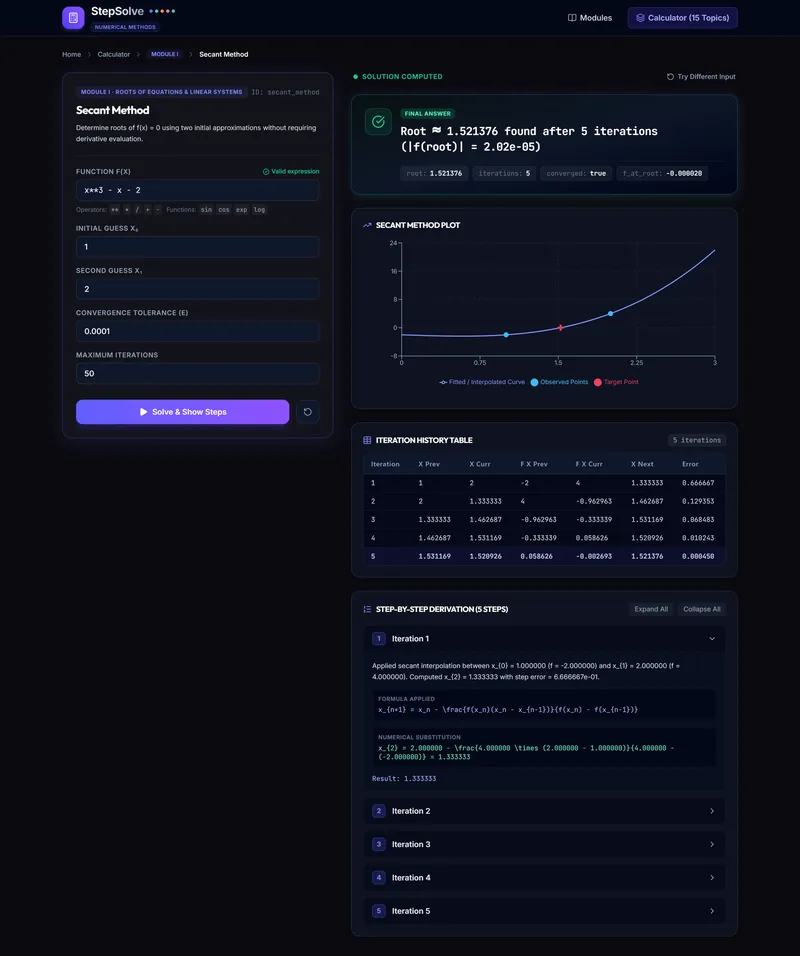 StepSolve
NUMERICAL METHODS
Modules
Calculator (15 Topics)
Home > Calculator > MODULE I > Secant Method
MODULE I · ROOTS OF EQUATIONS & LINEAR SYSTEMS ID: secant_method
Secant Method
Determine roots of f(x) = 0 using two initial approximations without requiring
derivative evaluation.
FUNCTION F(X) Valid expression
x**3 - x - 2
Operators: ** * / + - Functions: sin cos exp log
INITIAL GUESS X₀
1
SECOND GUESS X₁
2
CONVERGENCE TOLERANCE (Ε)
0.0001
MAXIMUM ITERATIONS
50
Solve & Show Steps
SOLUTION COMPUTED
Try Different Input
FINAL ANSWER
Root ≈ 1.521376 found after 5 iterations
(|f(root)| = 2.02e-05)
root: 1.521376 iterations: 5 converged: true f_at_root: -0.000020
SECANT METHOD PLOT
24
16
8
0
-8
0 0.75 1.5 2.25 3
Fitted / Interpolated Curve Observed Points Target Point
ITERATION HISTORY TABLE 5 iterations
Iteration X Prev X Curr F X Prev F X Curr X Next Error
1 1 2 -2 4 1.333333 0.666667
2 2 1.333333 4 -0.962963 1.462687 0.129353
3 1.333333 1.462687 -0.962963 -0.333339 1.531169 0.068483
4 1.462687 1.531169 -0.333339 0.058626 1.520926 0.010243
5 1.531169 1.520926 0.058626 -0.002693 1.521376 0.000450
STEP-BY-STEP DERIVATION (5 STEPS) Expand All Collapse All
1 Iteration 1
Applied secant interpolation between x_{0} = 1.000000 (f = -2.000000) and x_{1} = 2.000000 (f =
4.000000). Computed x_{2} = 1.333333 with step error = 6.666667e-01.
FORMULA APPLIED
x_{n+1} = x_n - \frac{f(x_n)(x_n - x_{n-1})}{f(x_n) - f(x_{n-1})}
NUMERICAL SUBSTITUTION
x_{2} = 2.000000 - \frac{4.000000 \times (2.000000 - 1.000000)}{4.000000 -
(-2.000000)} = 1.333333
Result: 1.333333
2 Iteration 2
3 Iteration 3
4 Iteration 4
5 Iteration 5